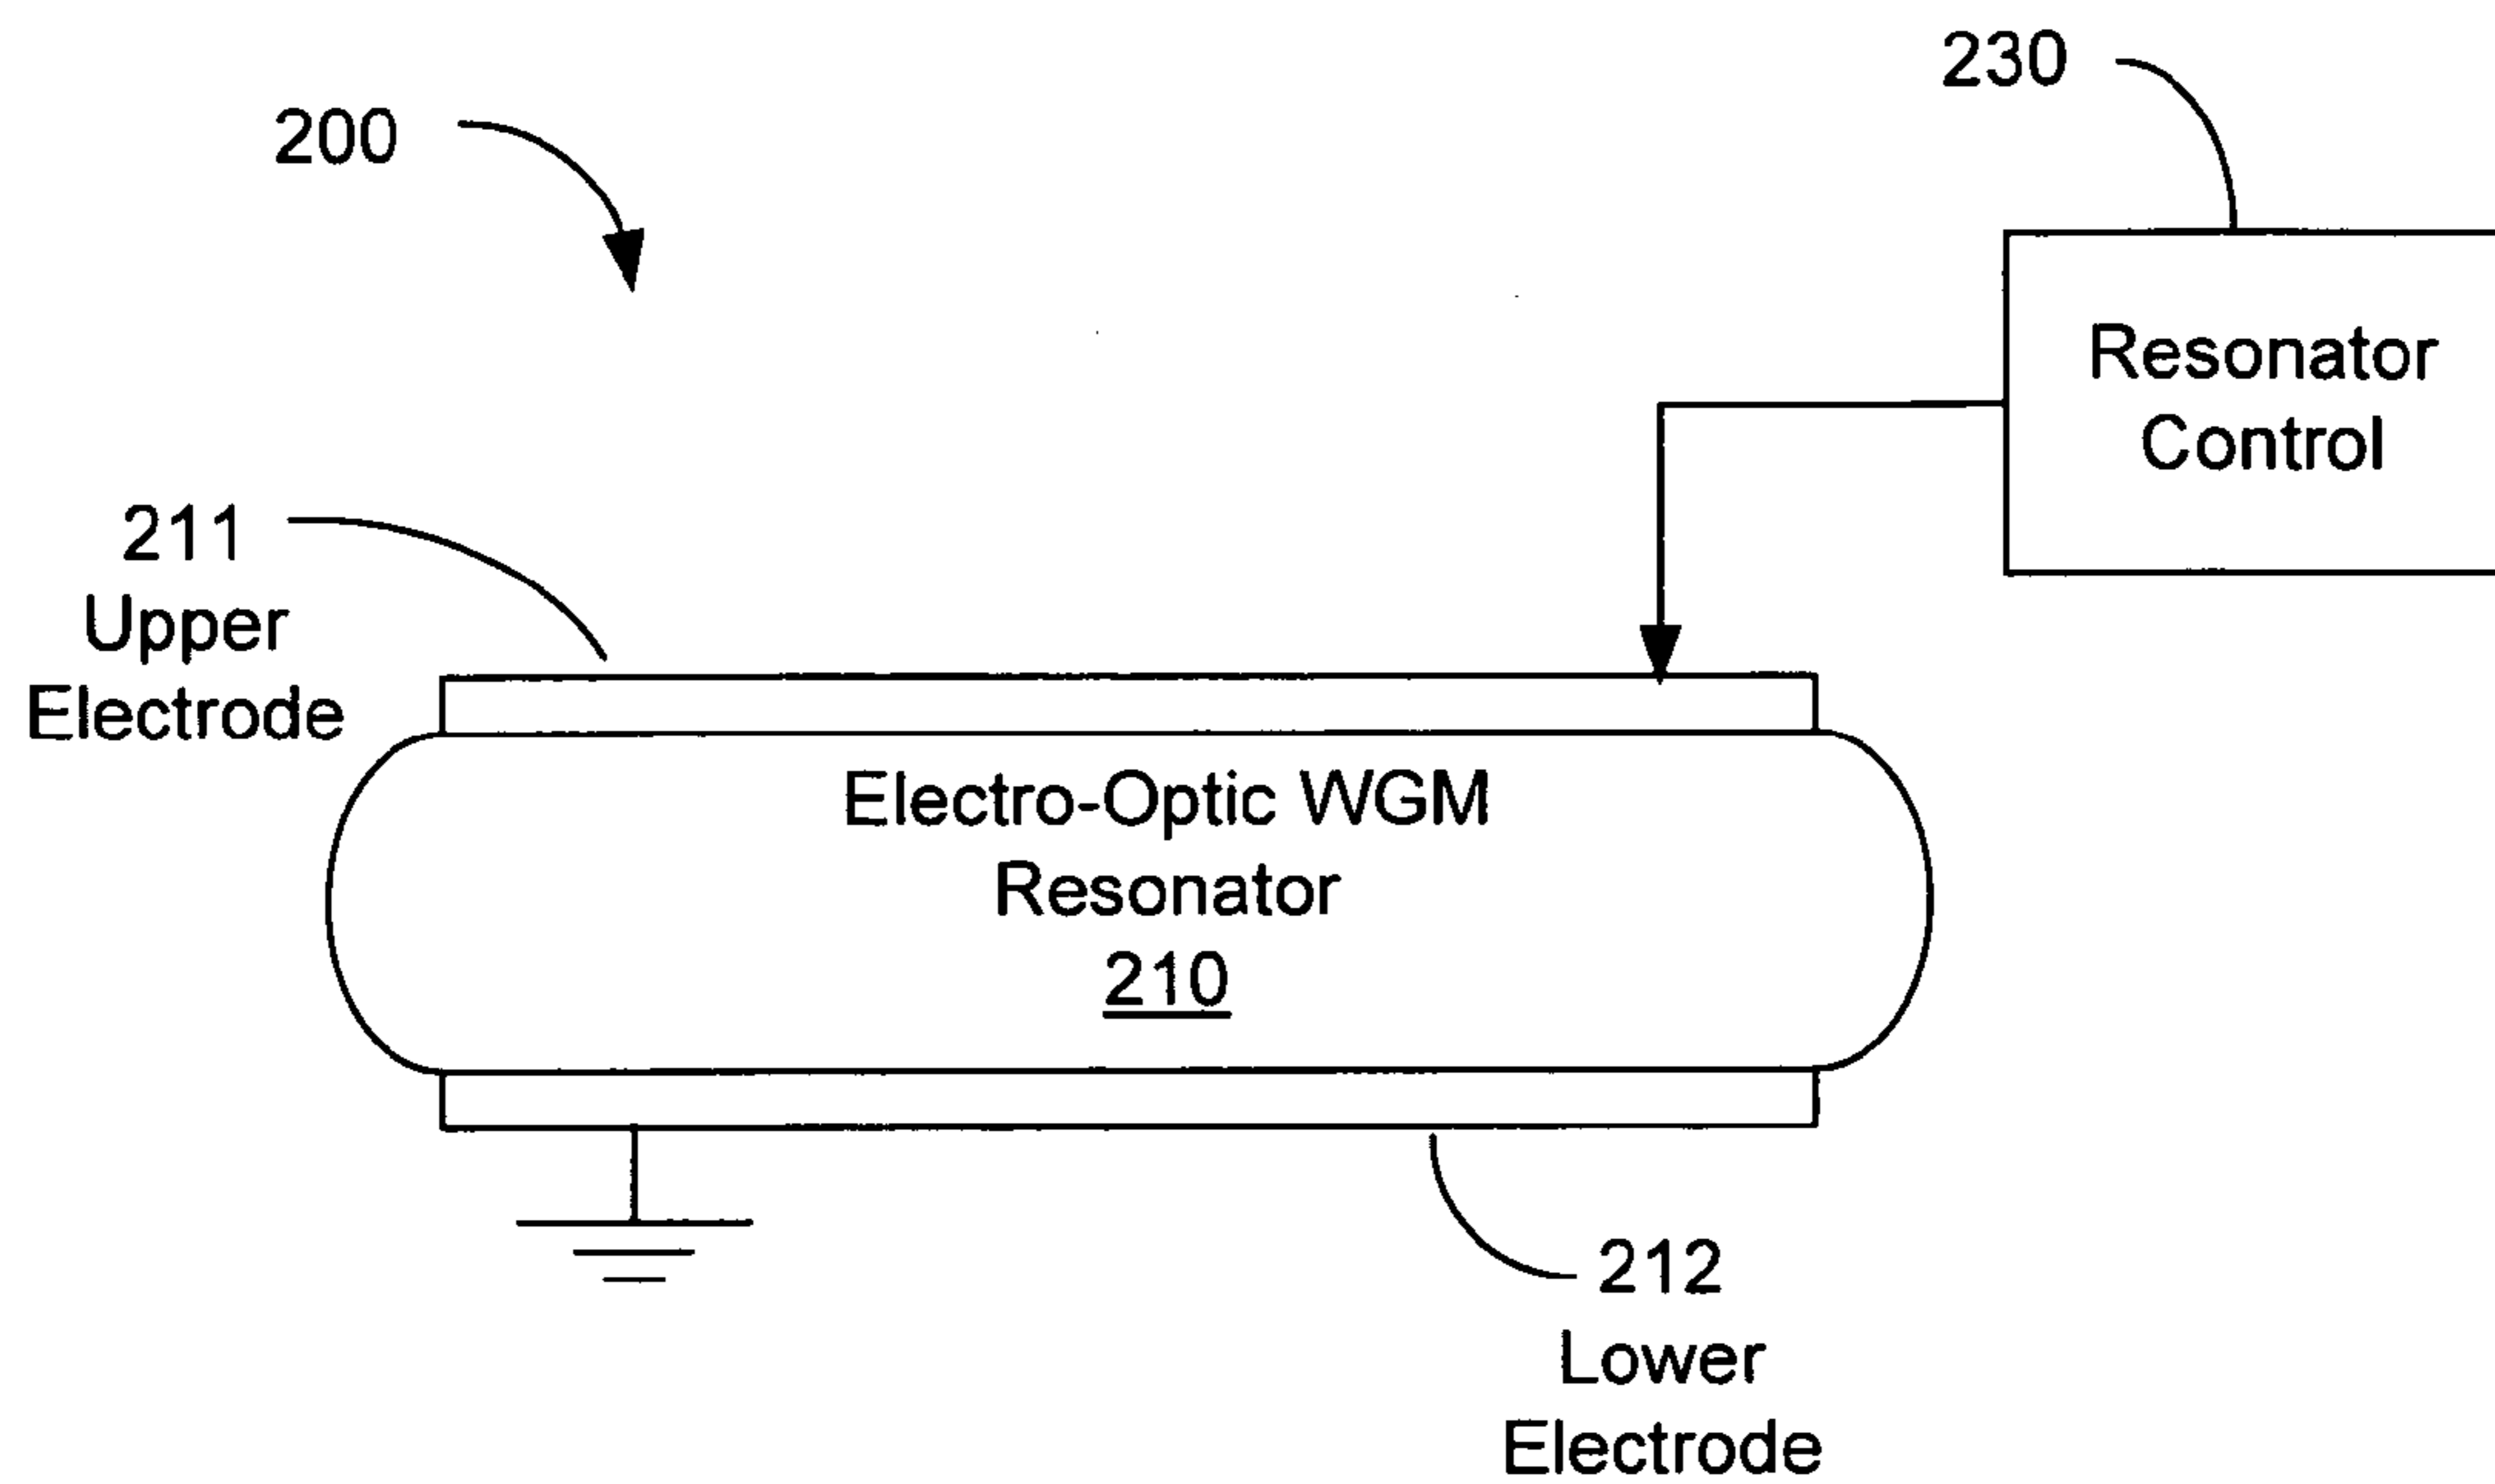 230
200
Resonator
Control
211
Upper
Electrode
Electro-Optic WGM
Resonator
210
212
Lower
Electrode